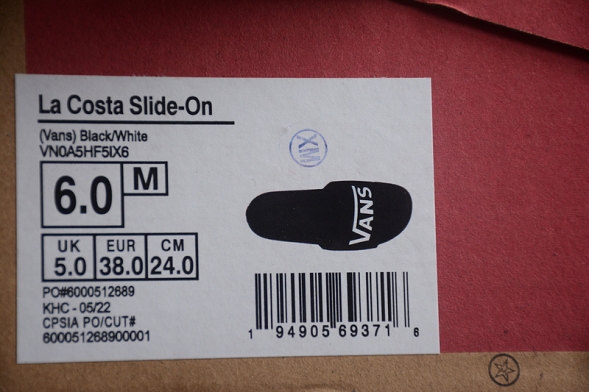 La Costa Slide-On
(Vans) Black/White
VN0A5HF5IX6
6.0 M
UK EUR CM
5.0 38.0 24.0
PO#6000512689
KHC - 05/22
CPSIA PO/CUT#
600051268900001
XM
VANS
1 94905 69371 6